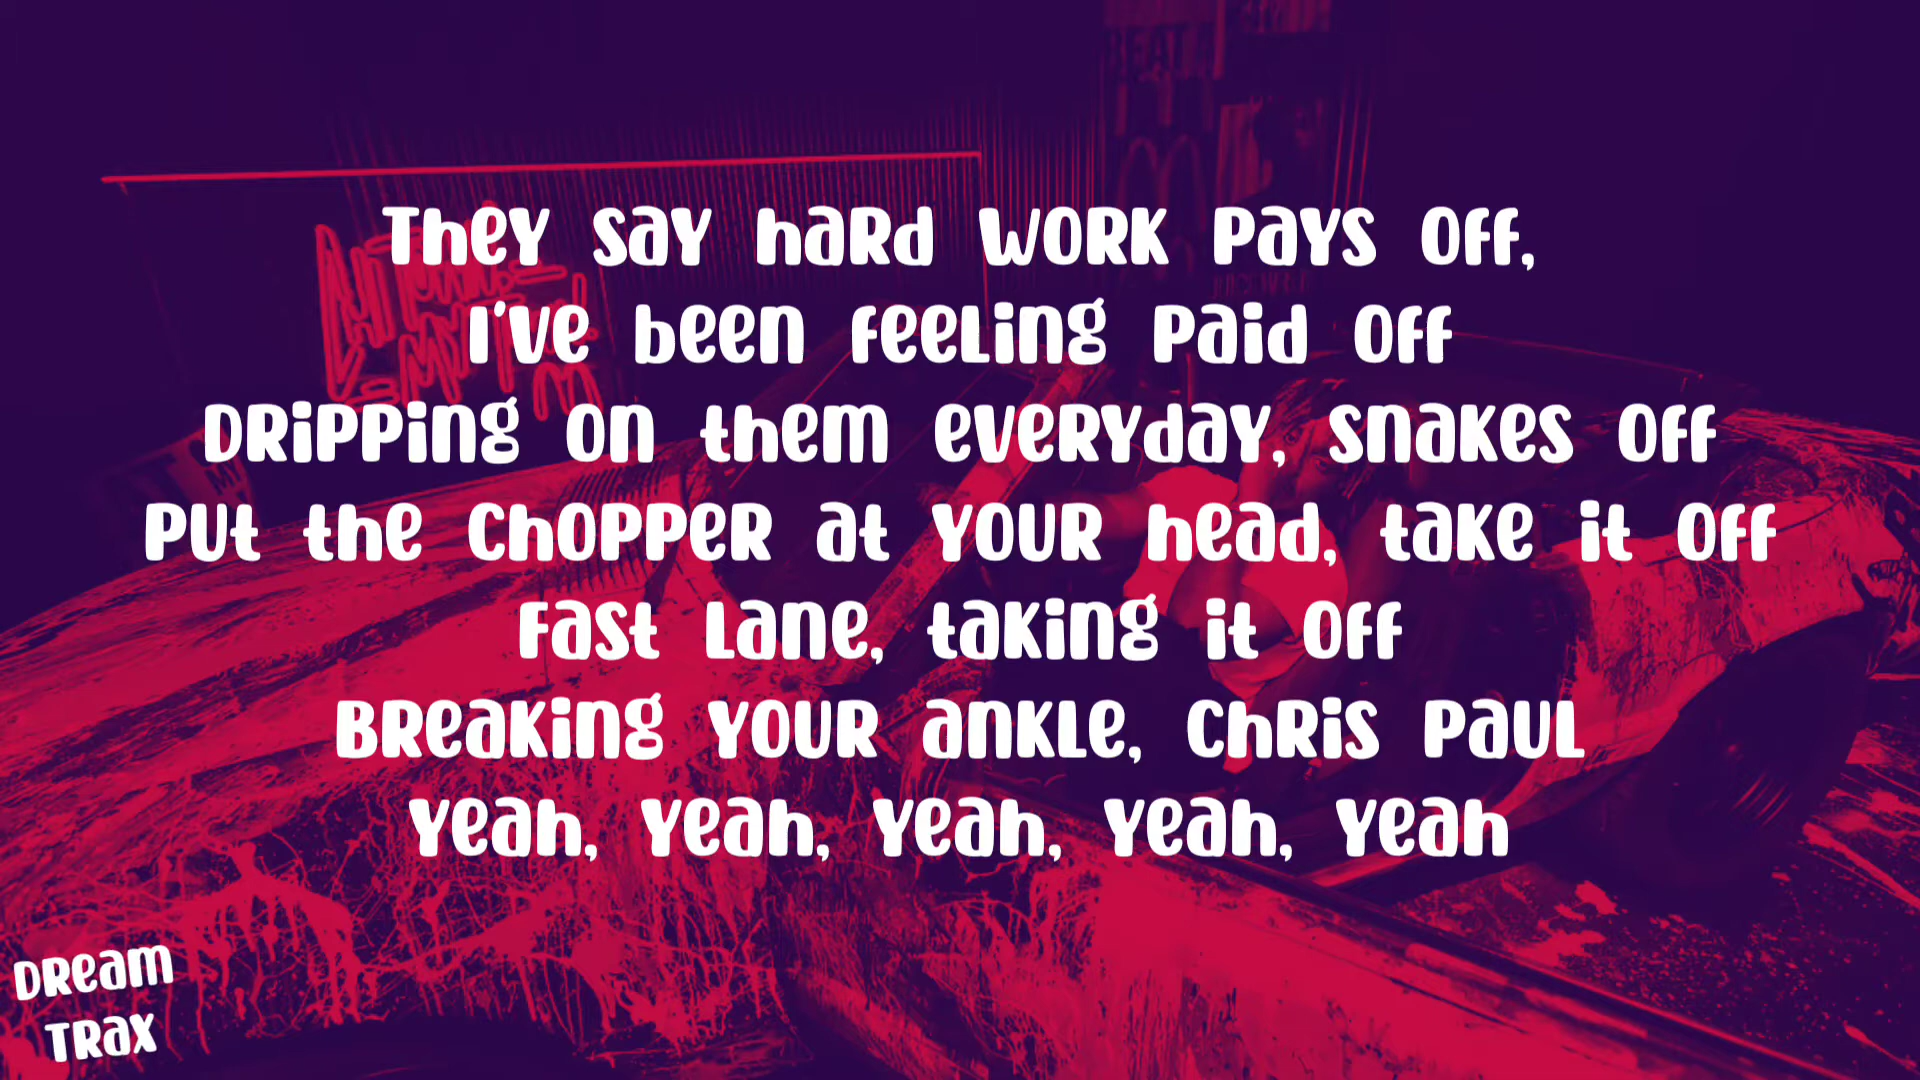 BEAT
They say hard work pays off,
I've been feeling paid off
Dripping on them everyday, snakes off
Put the chopper at your head, take it off
Fast lane, taking it off
Breaking your ankle, Chris Paul
Yeah, yeah, yeah, yeah, yeah
Dream
Trax